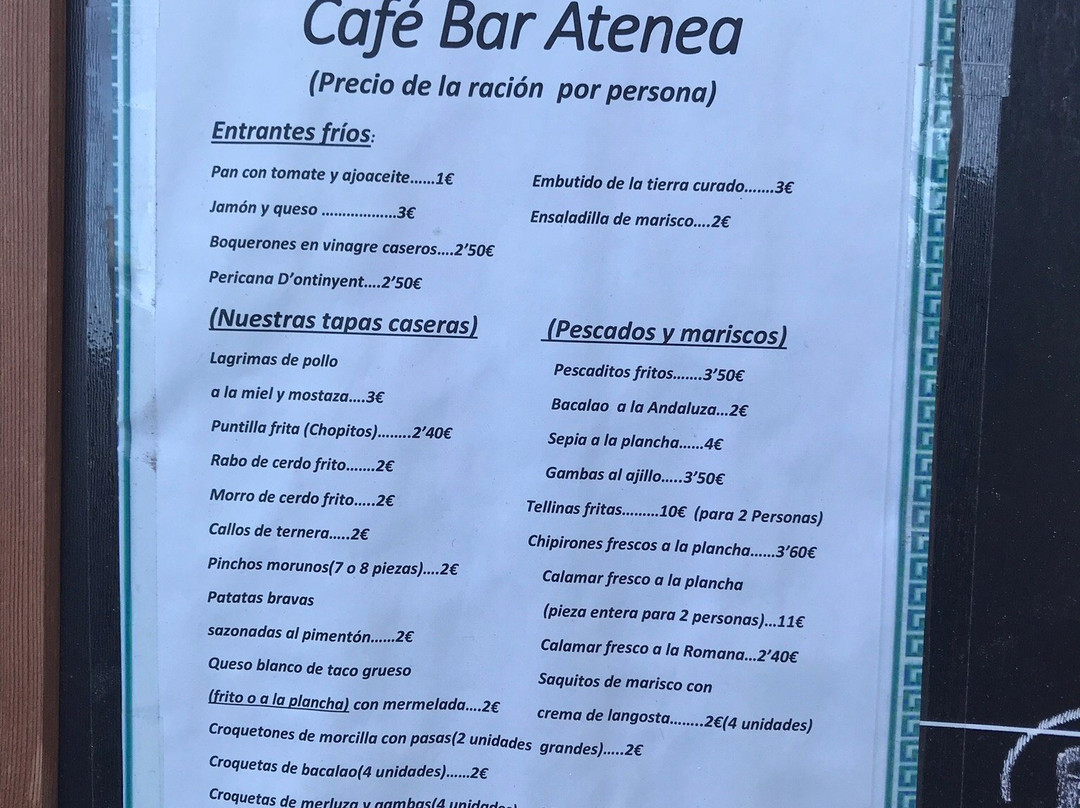 Café Bar Atenea
(Precio de la ración por persona)
Entrantes fríos:
Pan con tomate y ajoaceite......1€
Jamón y queso ...................3€
Boquerones en vinagre caseros....2'50€
Pericana D'ontinyent....2'50€
Embutido de la tierra curado.......3€
Ensaladilla de marisco....2€
(Nuestras tapas caseras)
Lagrimas de pollo
a la miel y mostaza....3€
Puntilla frita (Chopitos)........2'40€
Rabo de cerdo frito.......2€
Morro de cerdo frito.....2€
Callos de ternera.....2€
Pinchos morunos(7 o 8 piezas)....2€
Patatas bravas
sazonadas al pimentón......2€
Queso blanco de taco grueso
(frito o a la plancha) con mermelada....2€
Croquetones de morcilla con pasas(2 unidades grandes).....2€
Croquetas de bacalao(4 unidades)......2€
Croquetas de merluza y gambas(4 unidades)
(Pescados y mariscos)
Pescaditos fritos.......3'50€
Bacalao a la Andaluza...2€
Sepia a la plancha......4€
Gambas al ajillo.....3'50€
Tellinas fritas.........10€ (para 2 Personas)
Chipirones frescos a la plancha......3'60€
Calamar fresco a la plancha
(pieza entera para 2 personas)...11€
Calamar fresco a la Romana...2'40€
Saquitos de marisco con
crema de langosta........2€(4 unidades)